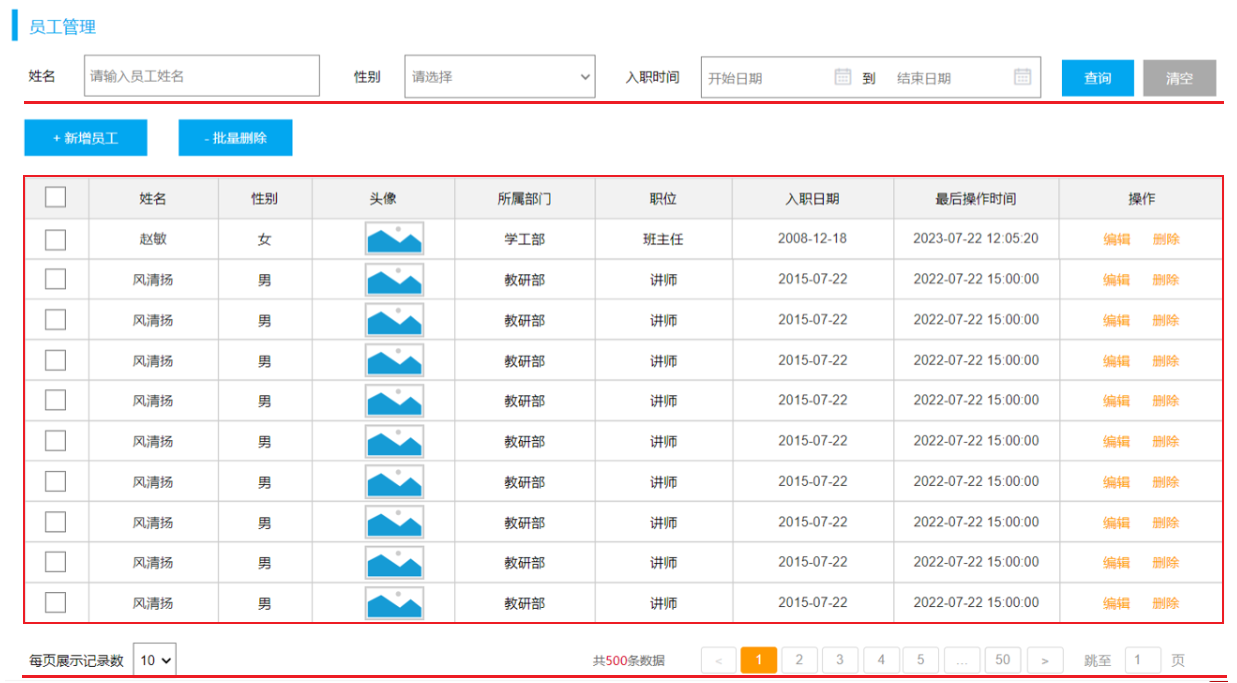 员工管理
姓名 请输入员工姓名 性别 请选择 入职时间 开始日期 到 结束日期 查询 清空
+ 新增员工 - 批量删除
姓名 性别 头像 所属部门 职位 入职日期 最后操作时间 操作
赵敏 女 学工部 班主任 2008-12-18 2023-07-22 12:05:20 编辑 删除
风清扬 男 教研部 讲师 2015-07-22 2022-07-22 15:00:00 编辑 删除
风清扬 男 教研部 讲师 2015-07-22 2022-07-22 15:00:00 编辑 删除
风清扬 男 教研部 讲师 2015-07-22 2022-07-22 15:00:00 编辑 删除
风清扬 男 教研部 讲师 2015-07-22 2022-07-22 15:00:00 编辑 删除
风清扬 男 教研部 讲师 2015-07-22 2022-07-22 15:00:00 编辑 删除
风清扬 男 教研部 讲师 2015-07-22 2022-07-22 15:00:00 编辑 删除
风清扬 男 教研部 讲师 2015-07-22 2022-07-22 15:00:00 编辑 删除
风清扬 男 教研部 讲师 2015-07-22 2022-07-22 15:00:00 编辑 删除
风清扬 男 教研部 讲师 2015-07-22 2022-07-22 15:00:00 编辑 删除
每页展示记录数 10 共500条数据 < 1 2 3 4 5 ... 50 > 跳至 1 页